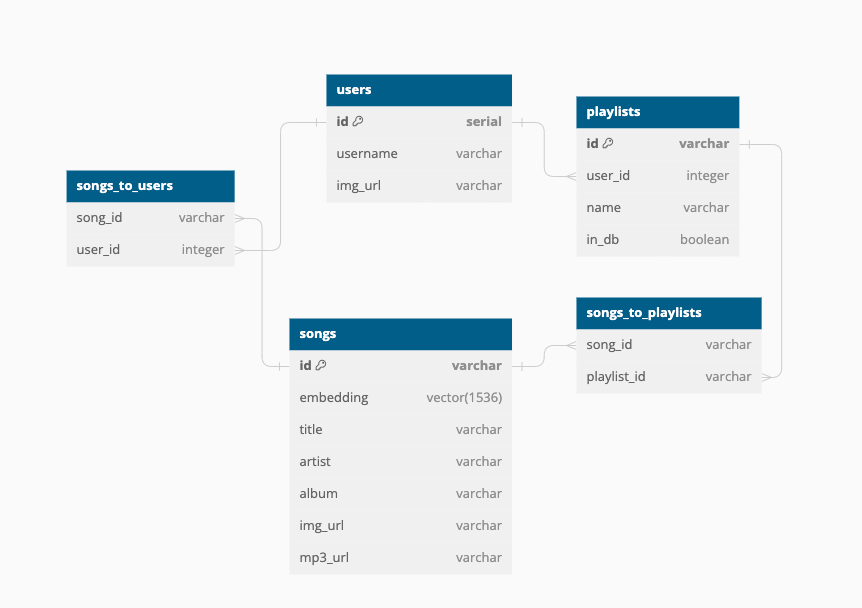 users
id serial
username varchar
img_url varchar
playlists
id varchar
user_id integer
name varchar
in_db boolean
songs_to_users
song_id varchar
user_id integer
songs
id varchar
embedding vector(1536)
title varchar
artist varchar
album varchar
img_url varchar
mp3_url varchar
songs_to_playlists
song_id varchar
playlist_id varchar